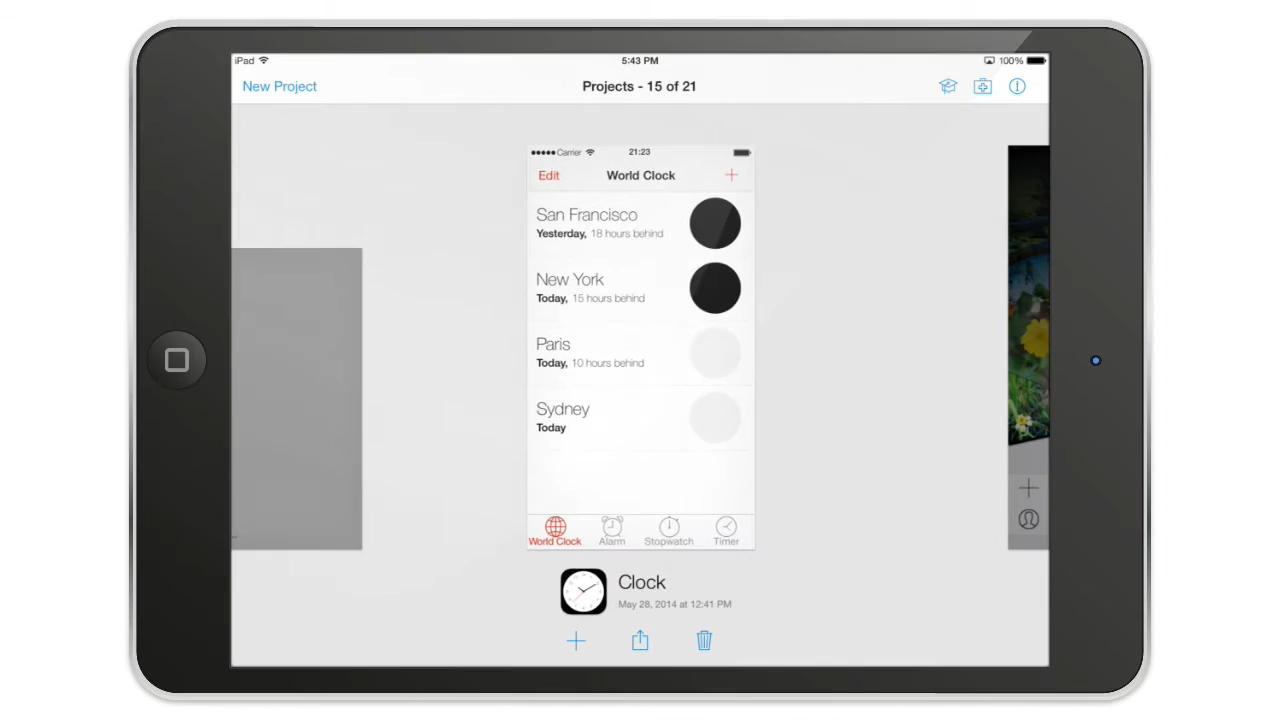 iPad 5:43 PM 100%
New Project Projects - 15 of 21
Carrier 21:23
Edit World Clock
San Francisco
Yesterday, 18 hours behind
New York
Today, 15 hours behind
Paris
Today, 10 hours behind
Sydney
Today
World Clock Alarm Stopwatch Timer
Clock
May 28, 2014 at 12:41 PM